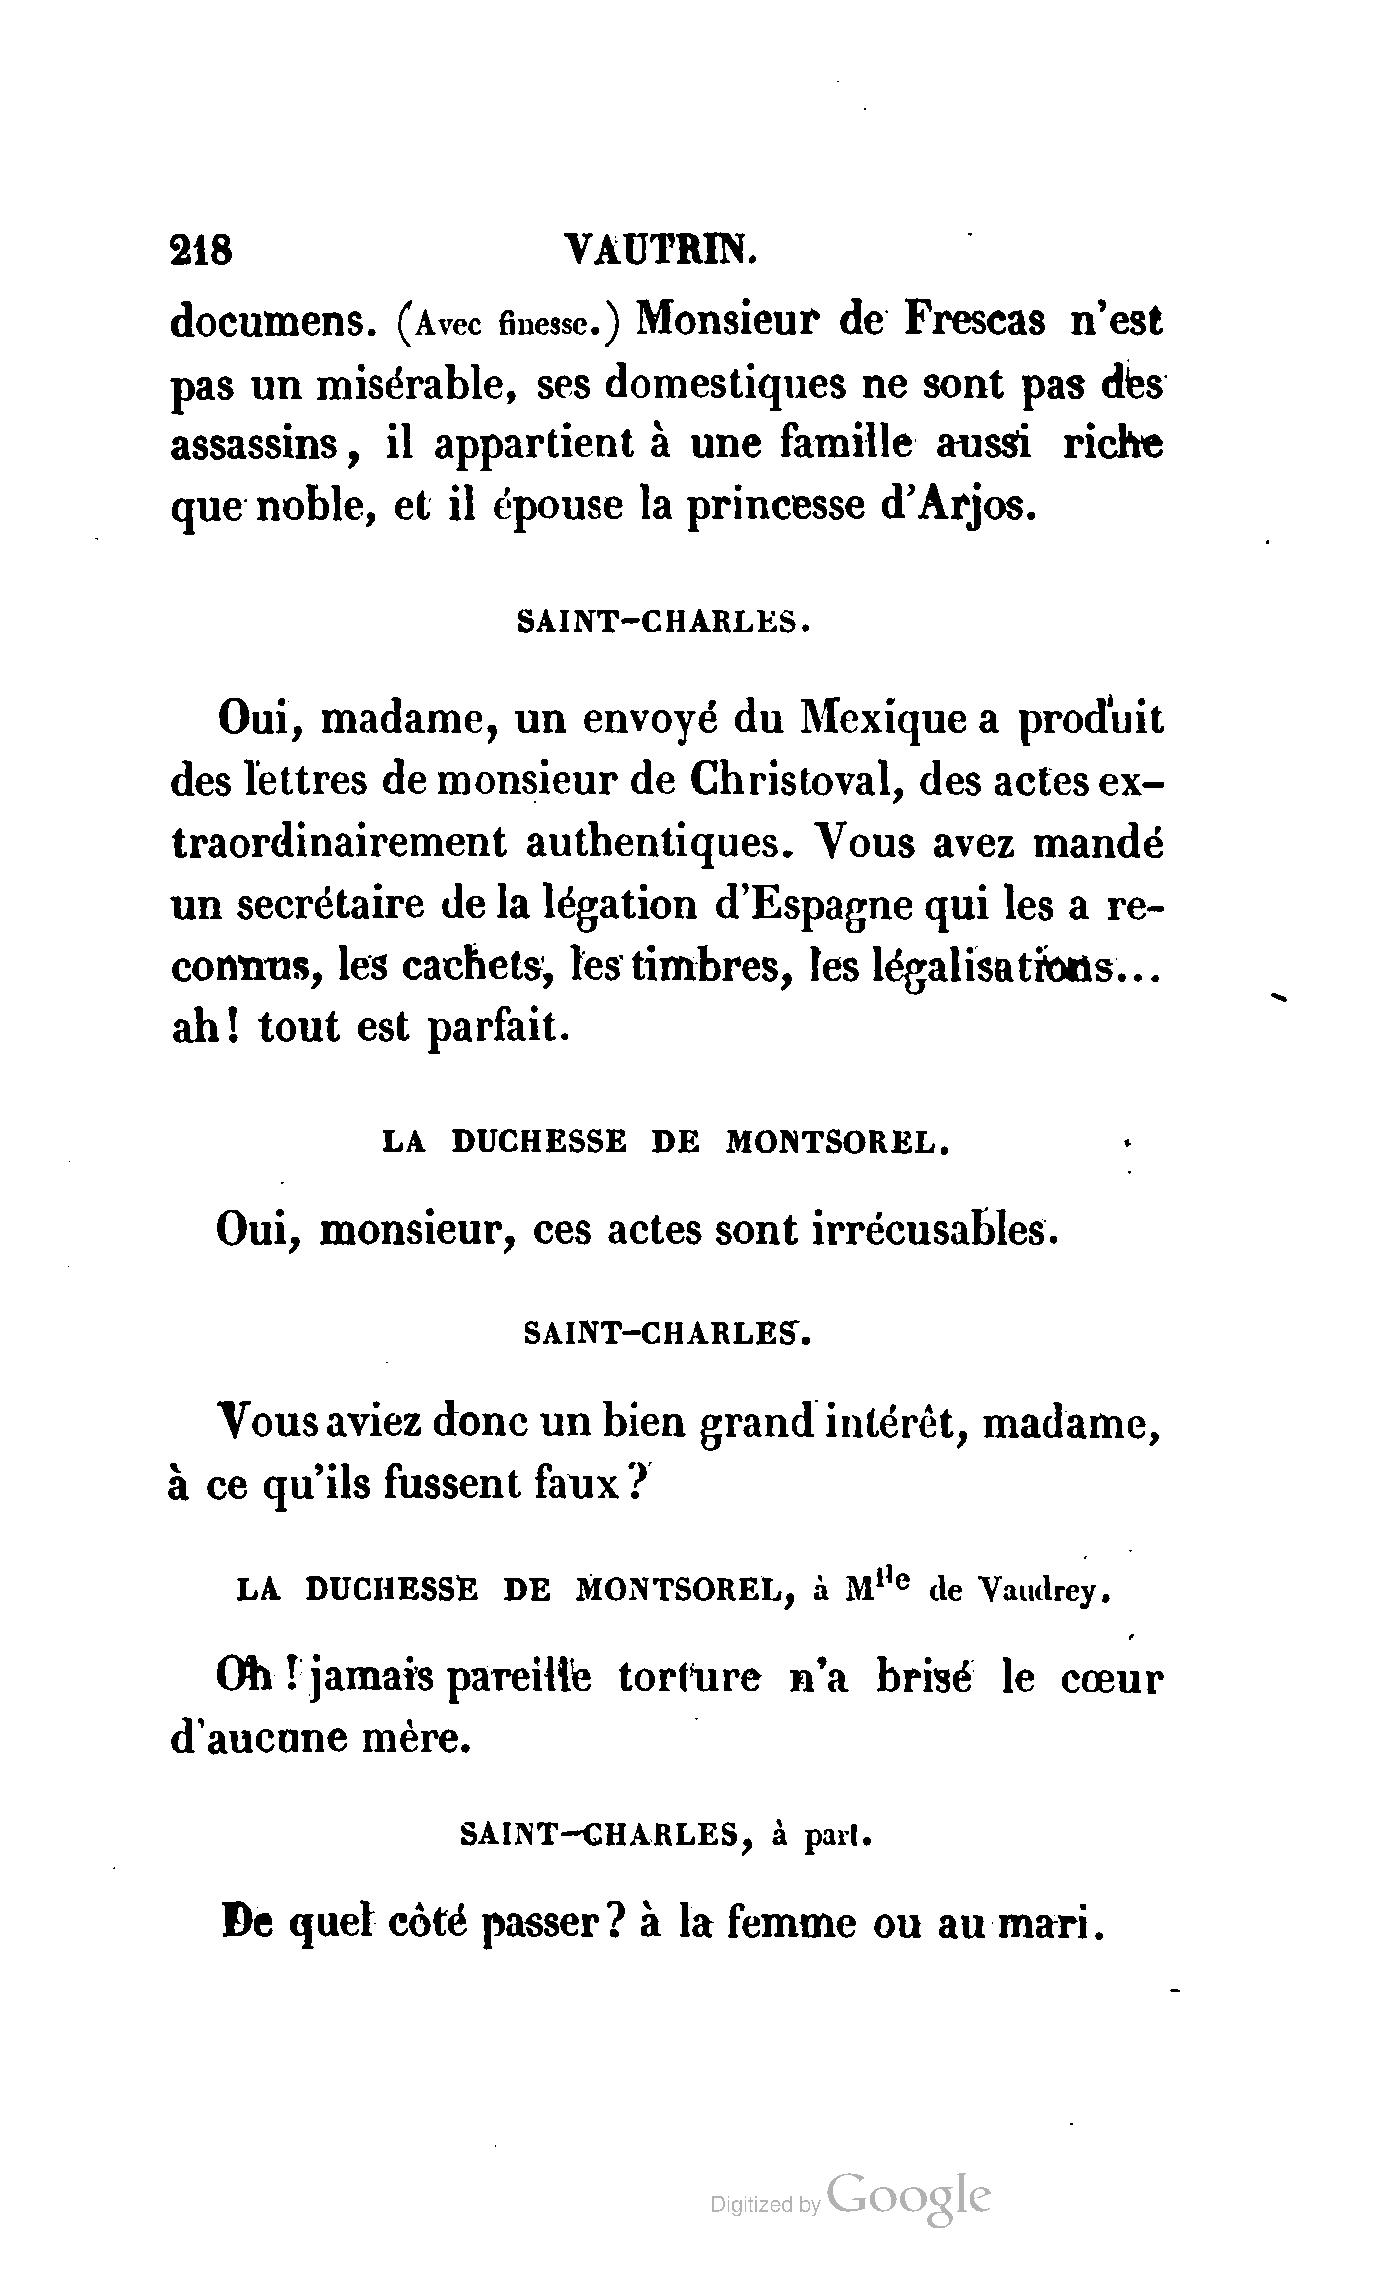 218 VAUTRIN.
documens. (Avec finesse.) Monsieur de Frescas n'est
pas un misérable, ses domestiques ne sont pas des
assassins, il appartient à une famille aussi riche
que noble, et il épouse la princesse d'Arjos.
SAINT-CHARLES.
Oui, madame, un envoyé du Mexique a produit
des lettres de monsieur de Christoval, des actes ex-
traordinairement authentiques. Vous avez mandé
un secrétaire de la légation d'Espagne qui les a re-
connus, les cachets, les timbres, les légalisations...
ah! tout est parfait.
LA DUCHESSE DE MONTSOREL.
Oui, monsieur, ces actes sont irrécusables.
SAINT-CHARLES.
Vous aviez donc un bien grand intérêt, madame,
à ce qu'ils fussent faux?
LA DUCHESSE DE MONTSOREL, à Mlle de Vaudrey.
Oh! jamais pareille torture n'a brisé le cœur
d'aucune mère.
SAINT-CHARLES, à part.
De quel côté passer? à la femme ou au mari.
Digitized by Google